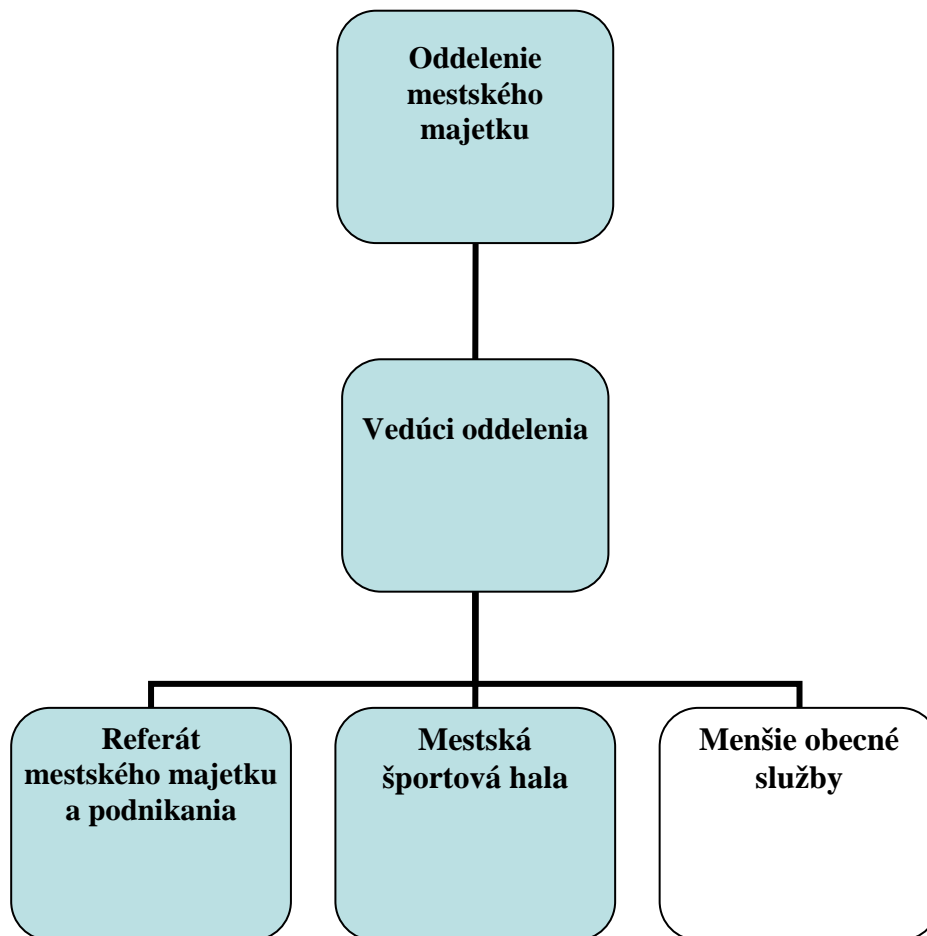 Oddelenie
mestského
majetku
Vedúci oddelenia
Referát
mestského majetku
a podnikania
Mestská
športová hala
Menšie obecné
služby